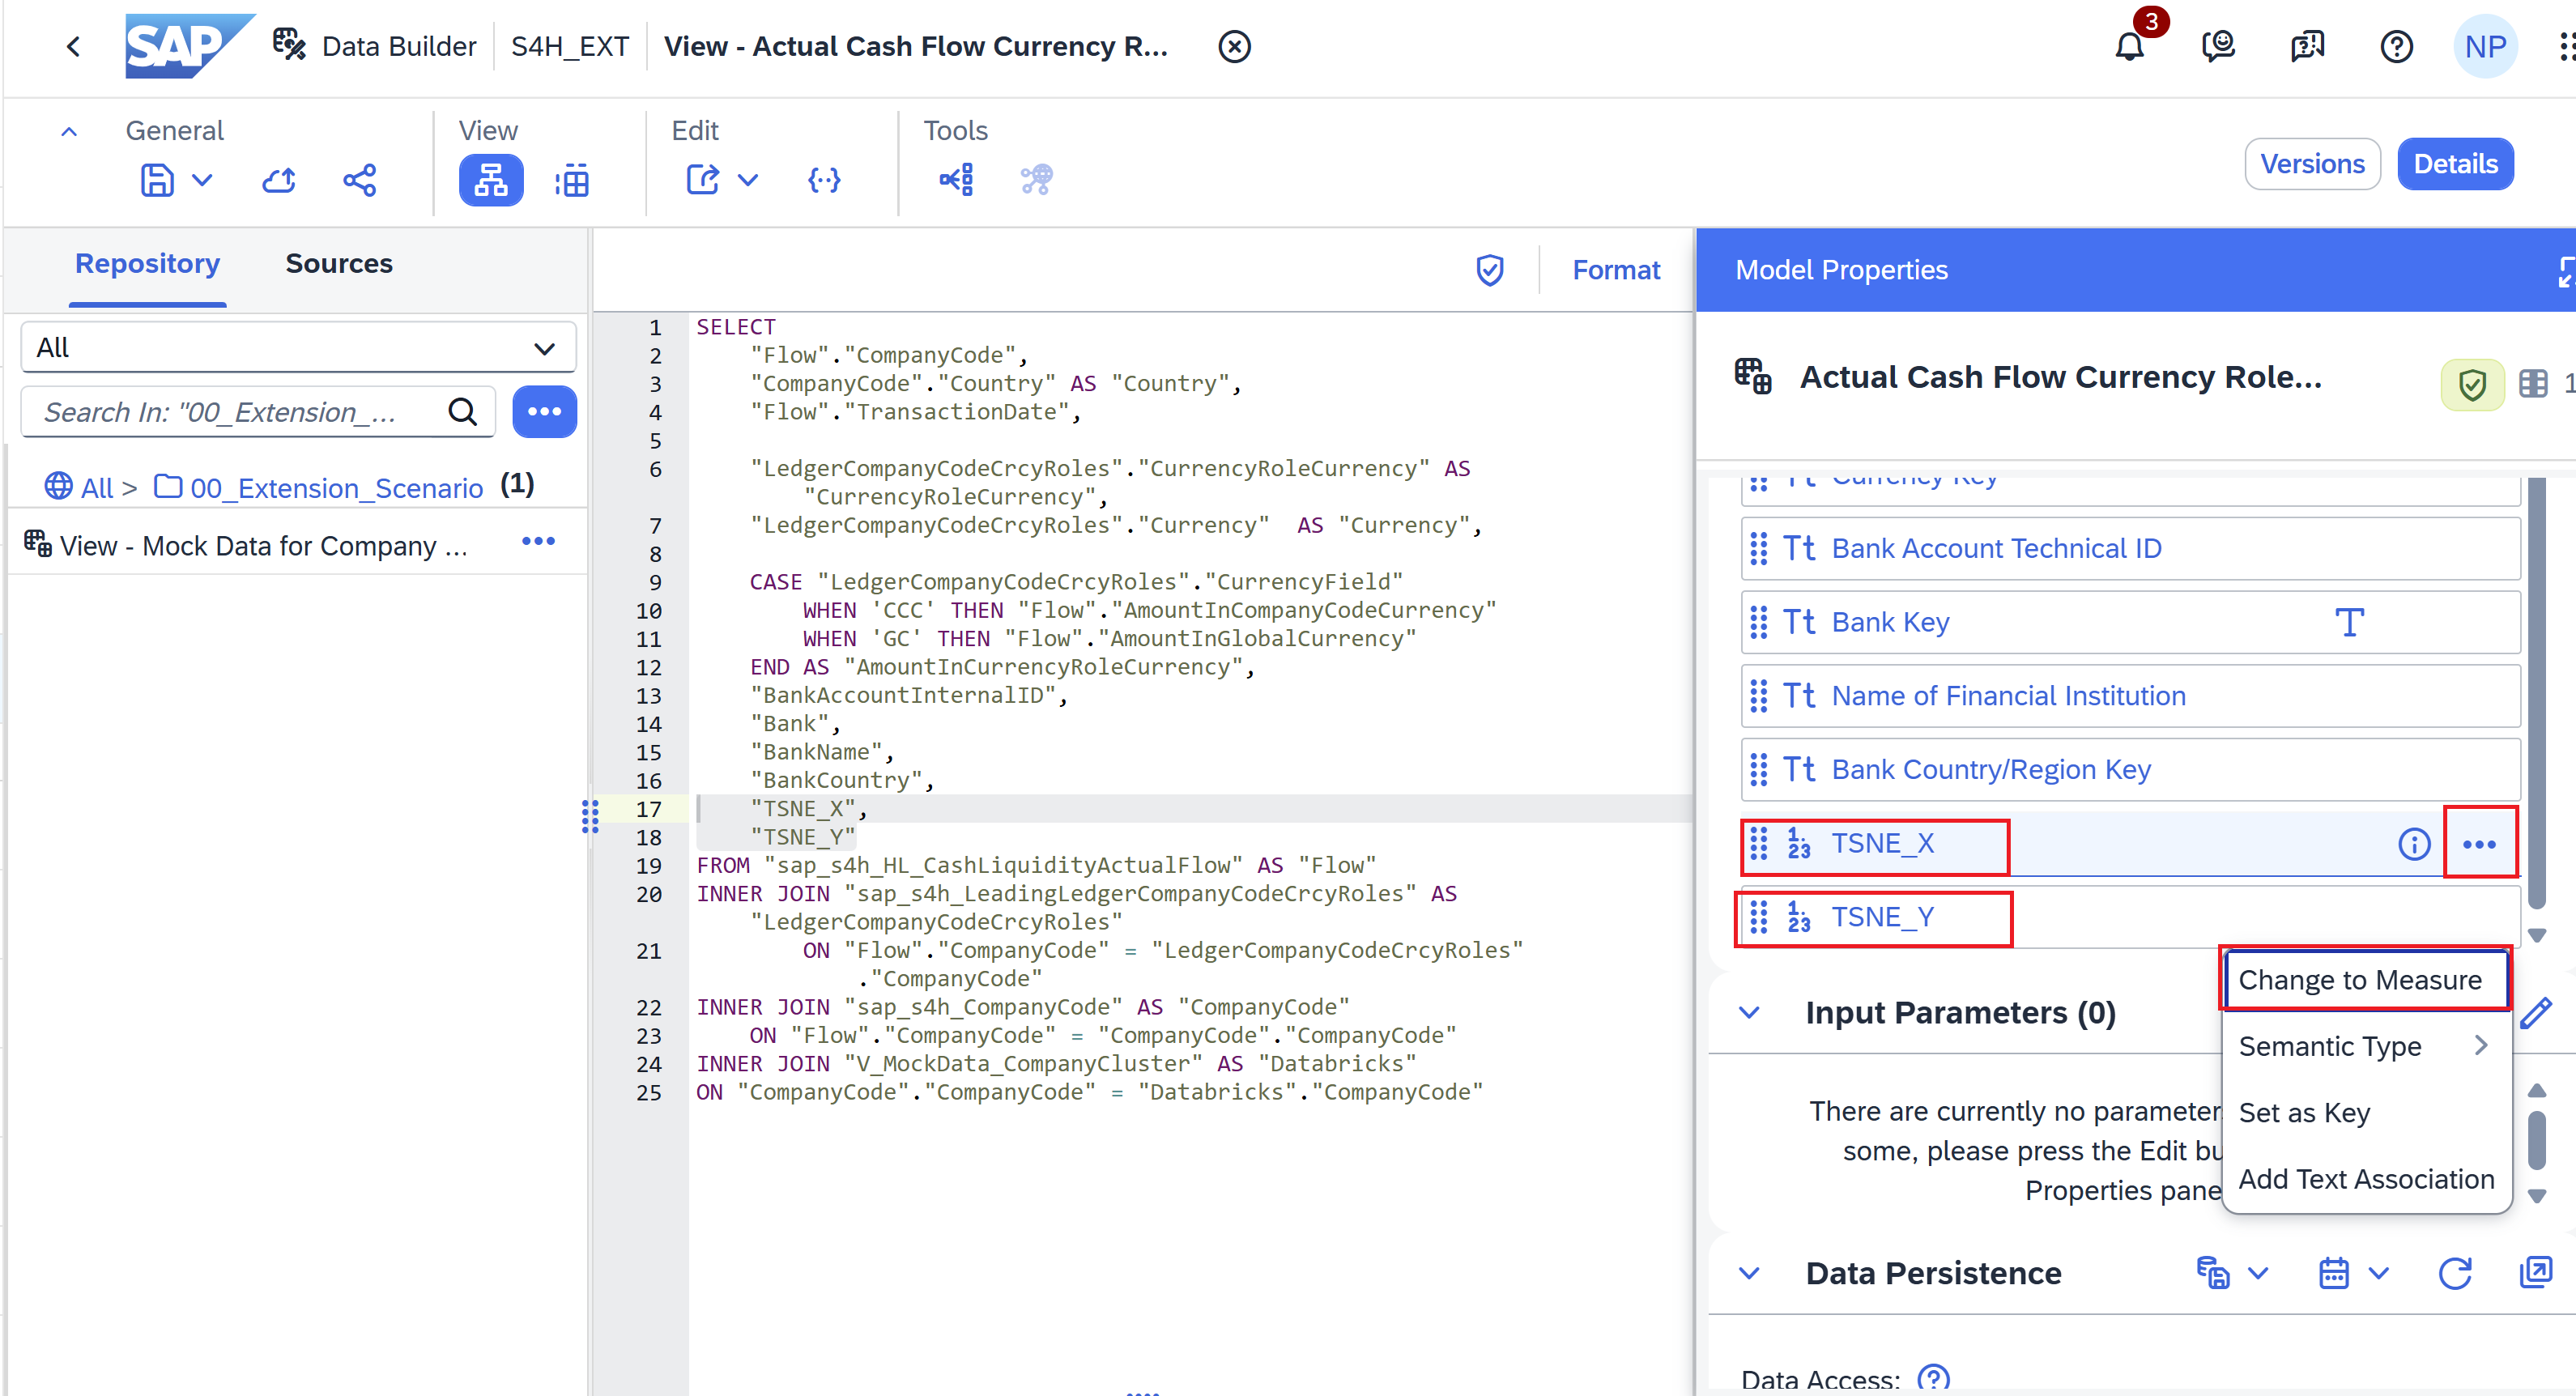 SAP
Data Builder
S4H_EXT
View - Actual Cash Flow Currency R...
3
NP
General
View
Edit
Tools
Versions
Details
Repository
Sources
All
Search In: "00_Extension_...
All > 00_Extension_Scenario (1)
View - Mock Data for Company ...
Format
1 SELECT
2 "Flow"."CompanyCode",
3 "CompanyCode"."Country" AS "Country",
4 "Flow"."TransactionDate",
5
6 "LedgerCompanyCodeCrcyRoles"."CurrencyRoleCurrency" AS
"CurrencyRoleCurrency",
7 "LedgerCompanyCodeCrcyRoles"."Currency"  AS "Currency",
8
9 CASE "LedgerCompanyCodeCrcyRoles"."CurrencyField"
10 WHEN 'CCC' THEN "Flow"."AmountInCompanyCodeCurrency"
11 WHEN 'GC' THEN "Flow"."AmountInGlobalCurrency"
12 END AS "AmountInCurrencyRoleCurrency",
13 "BankAccountInternalID",
14 "Bank",
15 "BankName",
16 "BankCountry",
17 "TSNE_X",
18 "TSNE_Y"
19 FROM "sap_s4h_HL_CashLiquidityActualFlow" AS "Flow"
20 INNER JOIN "sap_s4h_LeadingLedgerCompanyCodeCrcyRoles" AS
"LedgerCompanyCodeCrcyRoles"
21 ON "Flow"."CompanyCode" = "LedgerCompanyCodeCrcyRoles"
."CompanyCode"
22 INNER JOIN "sap_s4h_CompanyCode" AS "CompanyCode"
23 ON "Flow"."CompanyCode" = "CompanyCode"."CompanyCode"
24 INNER JOIN "V_MockData_CompanyCluster" AS "Databricks"
25 ON "CompanyCode"."CompanyCode" = "Databricks"."CompanyCode"
Model Properties
Actual Cash Flow Currency Role...
1
Tt Currency Key
Tt Bank Account Technical ID
Tt Bank Key T
Tt Name of Financial Institution
Tt Bank Country/Region Key
1.23 TSNE_X
1.23 TSNE_Y
Change to Measure
Semantic Type
Set as Key
Add Text Association
Input Parameters (0)
There are currently no parameter
some, please press the Edit bu
Properties pane
Data Persistence
Data Access: